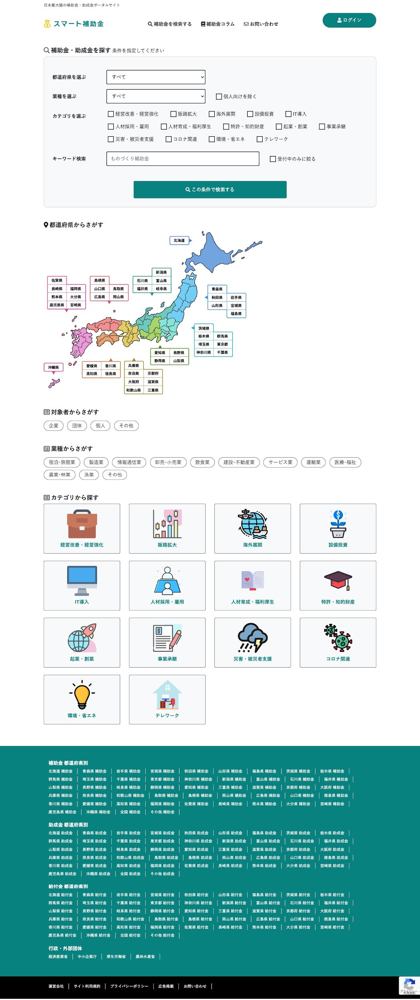 日本最大級の補助金・助成金ポータルサイト
スマート補助金
補助金を検索する 補助金コラム お問い合わせ
ログイン
補助金・助成金を探す 条件を指定してください
都道府県を選ぶ すべて
業種を選ぶ すべて 個人向けを除く
カテゴリを選ぶ 経営改善・経営強化 販路拡大 海外展開 設備投資 IT導入
人材採用・雇用 人材育成・福利厚生 特許・知的財産 起業・創業 事業承継
災害・被災者支援 コロナ関連 環境・省エネ テレワーク
キーワード検索 ものづくり補助金 受付中のみに絞る
この条件で検索する
都道府県からさがす
北海道
新潟県
石川県 富山県
福井県 岐阜県
佐賀県
長崎県 福岡県
熊本県 大分県
鹿児島県 宮崎県
島根県
山口県 鳥取県
広島県 岡山県
青森県
秋田県 岩手県
山形県 宮城県
福島県
茨城県
栃木県 群馬県
埼玉県 東京都
神奈川県 千葉県
愛知県 長野県
静岡県 山梨県
沖縄県
愛媛県 香川県
高知県 徳島県
兵庫県
奈良県 京都府
大阪府 滋賀県
和歌山県 三重県
対象者からさがす
企業 団体 個人 その他
業種からさがす
宿泊・旅館業 製造業 情報通信業 卸売・小売業 飲食業 建設・不動産業 サービス業 運輸業 医療・福祉
農業・林業 漁業 その他
カテゴリから探す
経営改善・経営強化 販路拡大 海外展開 設備投資
IT導入 人材採用・雇用 人材育成・福利厚生 特許・知的財産
起業・創業 事業承継 災害・被災者支援 コロナ関連
環境・省エネ テレワーク
補助金 都道府県別
北海道 補助金 青森県 補助金 岩手県 補助金 宮城県 補助金 秋田県 補助金 山形県 補助金 福島県 補助金 茨城県 補助金 栃木県 補助金
群馬県 補助金 埼玉県 補助金 千葉県 補助金 東京都 補助金 神奈川県 補助金 新潟県 補助金 富山県 補助金 石川県 補助金 福井県 補助金
山梨県 補助金 長野県 補助金 岐阜県 補助金 静岡県 補助金 愛知県 補助金 三重県 補助金 滋賀県 補助金 京都府 補助金 大阪府 補助金
兵庫県 補助金 奈良県 補助金 和歌山県 補助金 鳥取県 補助金 島根県 補助金 岡山県 補助金 広島県 補助金 山口県 補助金 徳島県 補助金
香川県 補助金 愛媛県 補助金 高知県 補助金 福岡県 補助金 佐賀県 補助金 長崎県 補助金 熊本県 補助金 大分県 補助金 宮崎県 補助金
鹿児島県 補助金 沖縄県 補助金 全国 補助金 その他 補助金
助成金 都道府県別
北海道 助成金 青森県 助成金 岩手県 助成金 宮城県 助成金 秋田県 助成金 山形県 助成金 福島県 助成金 茨城県 助成金 栃木県 助成金
群馬県 助成金 埼玉県 助成金 千葉県 助成金 東京都 助成金 神奈川県 助成金 新潟県 助成金 富山県 助成金 石川県 助成金 福井県 助成金
山梨県 助成金 長野県 助成金 岐阜県 助成金 静岡県 助成金 愛知県 助成金 三重県 助成金 滋賀県 助成金 京都府 助成金 大阪府 助成金
兵庫県 助成金 奈良県 助成金 和歌山県 助成金 鳥取県 助成金 島根県 助成金 岡山県 助成金 広島県 助成金 山口県 助成金 徳島県 助成金
香川県 助成金 愛媛県 助成金 高知県 助成金 福岡県 助成金 佐賀県 助成金 長崎県 助成金 熊本県 助成金 大分県 助成金 宮崎県 助成金
鹿児島県 助成金 沖縄県 助成金 全国 助成金 その他 助成金
給付金 都道府県別
北海道 給付金 青森県 給付金 岩手県 給付金 宮城県 給付金 秋田県 給付金 山形県 給付金 福島県 給付金 茨城県 給付金 栃木県 給付金
群馬県 給付金 埼玉県 給付金 千葉県 給付金 東京都 給付金 神奈川県 給付金 新潟県 給付金 富山県 給付金 石川県 給付金 福井県 給付金
山梨県 給付金 長野県 給付金 岐阜県 給付金 静岡県 給付金 愛知県 給付金 三重県 給付金 滋賀県 給付金 京都府 給付金 大阪府 給付金
兵庫県 給付金 奈良県 給付金 和歌山県 給付金 鳥取県 給付金 島根県 給付金 岡山県 給付金 広島県 給付金 山口県 給付金 徳島県 給付金
香川県 給付金 愛媛県 給付金 高知県 給付金 福岡県 給付金 佐賀県 給付金 長崎県 給付金 熊本県 給付金 大分県 給付金 宮崎県 給付金
鹿児島県 給付金 沖縄県 給付金 全国 給付金 その他 給付金
行政・外部団体
経済産業省 中小企業庁 厚生労働省 農林水産省
運営会社 サイト利用規約 プライバシーポリシー 広告掲載 お問い合わせ
プライバシー -
利用規約